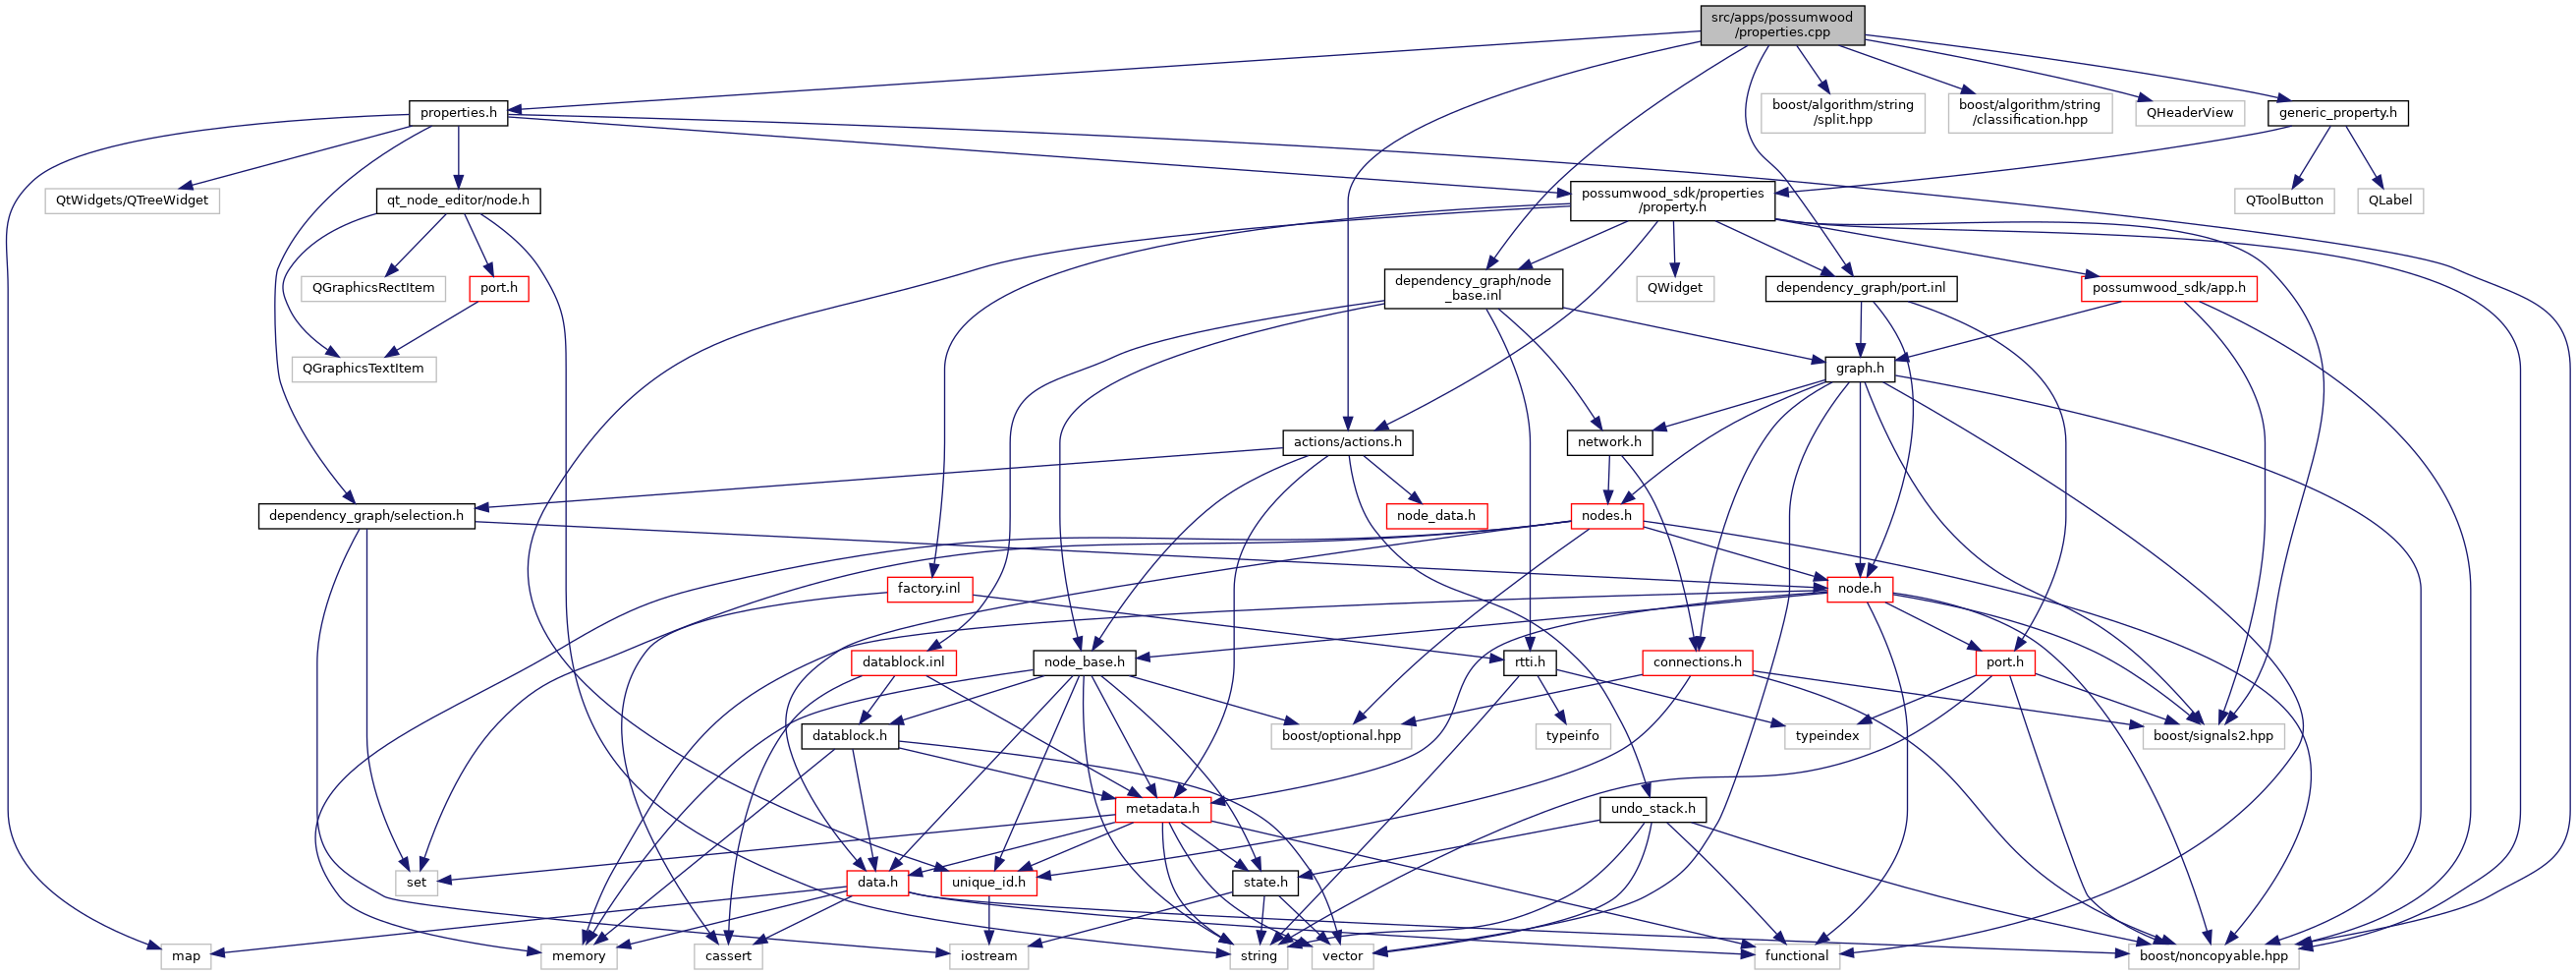 src/apps/possumwood
/properties.cpp
properties.h
boost/algorithm/string
/split.hpp
boost/algorithm/string
/classification.hpp
QHeaderView
generic_property.h
QtWidgets/QTreeWidget
qt_node_editor/node.h
possumwood_sdk/properties
/property.h
QToolButton
QLabel
QGraphicsRectItem
port.h
dependency_graph/node
_base.inl
QWidget
dependency_graph/port.inl
possumwood_sdk/app.h
QGraphicsTextItem
graph.h
actions/actions.h
network.h
dependency_graph/selection.h
node_data.h
nodes.h
factory.inl
node.h
datablock.inl
node_base.h
rtti.h
connections.h
port.h
datablock.h
boost/optional.hpp
typeinfo
typeindex
boost/signals2.hpp
metadata.h
undo_stack.h
set
data.h
unique_id.h
state.h
map
memory
cassert
iostream
string
vector
functional
boost/noncopyable.hpp